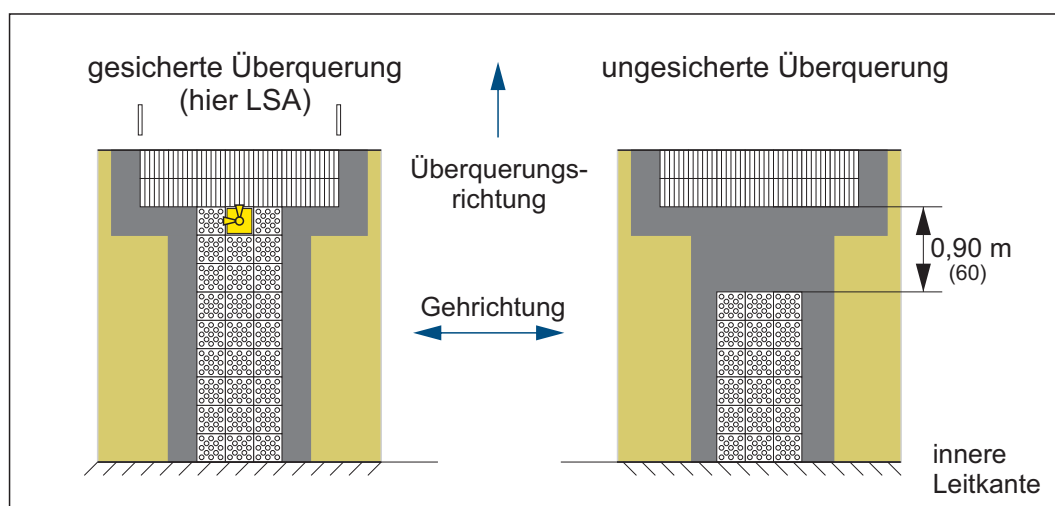 gesicherte Überquerung
(hier LSA)
ungesicherte Überquerung
Überquerungs-
richtung
0,90 m
(60)
Gehrichtung
innere
Leitkante